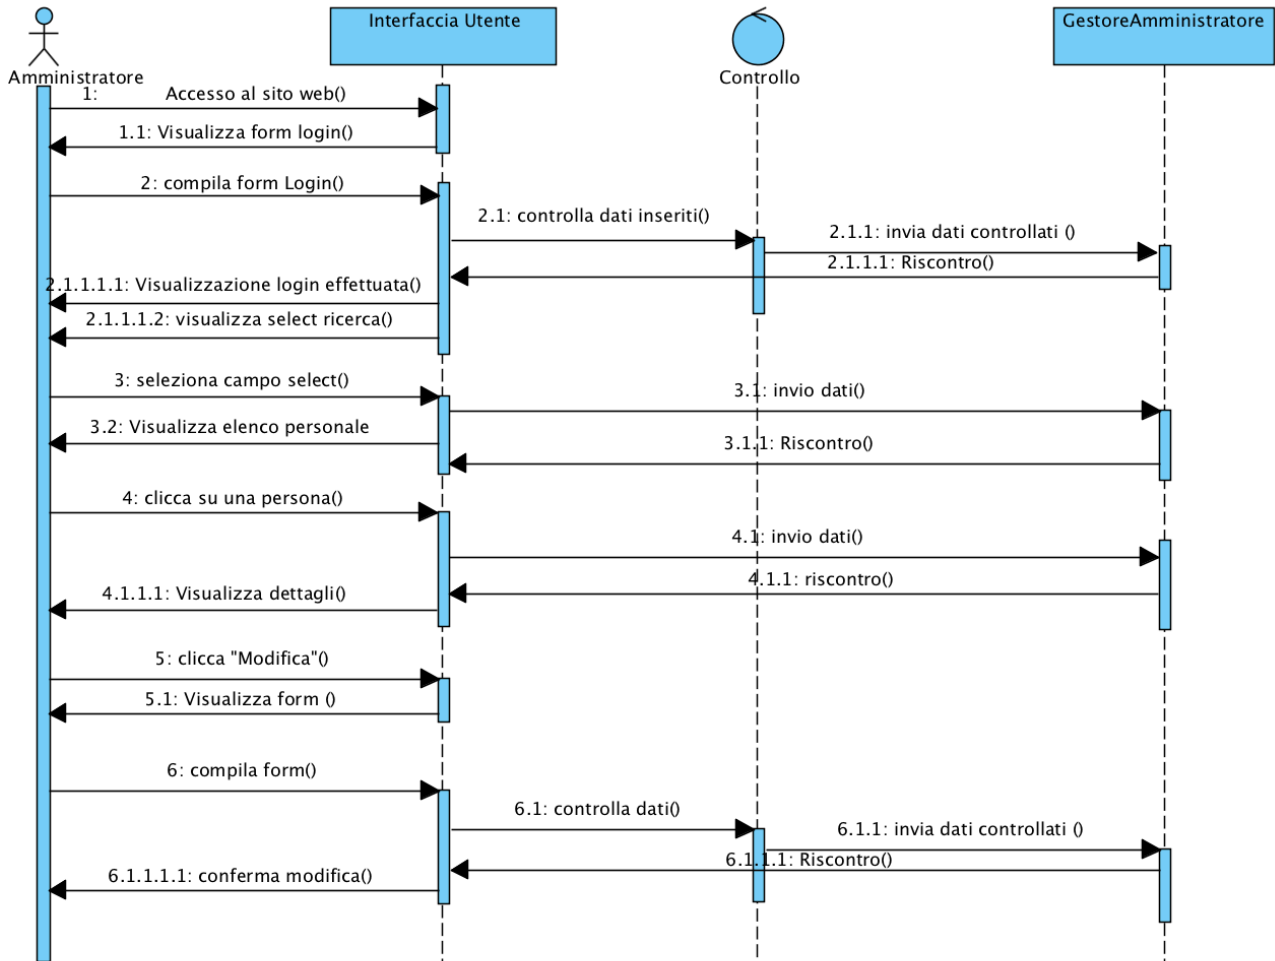 Interfaccia Utente
GestoreAmministratore
Amministratore
Controllo
1: Accesso al sito web()
1.1: Visualizza form login()
2: compila form Login()
2.1: controlla dati inseriti()
2.1.1: invia dati controllati ()
2.1.1.1: Riscontro()
2.1.1.1.1: Visualizzazione login effettuata()
2.1.1.1.2: visualizza select ricerca()
3: seleziona campo select()
3.1: invio dati()
3.2: Visualizza elenco personale
3.1.1: Riscontro()
4: clicca su una persona()
4.1: invio dati()
4.1.1: riscontro()
4.1.1.1: Visualizza dettagli()
5: clicca "Modifica"()
5.1: Visualizza form ()
6: compila form()
6.1: controlla dati()
6.1.1: invia dati controllati ()
6.1.1.1: Riscontro()
6.1.1.1.1: conferma modifica()